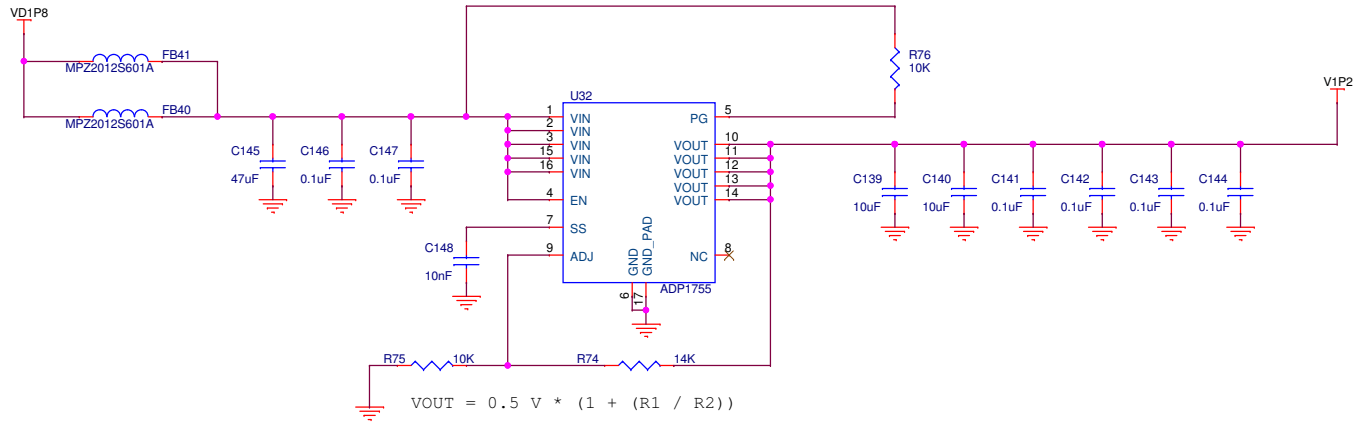 VD1P8
FB41
MPZ2012S601A
FB40
MPZ2012S601A
R76
10K
V1P2
U32
1 VIN
2 VIN
3 VIN
15 VIN
16 VIN
4 EN
7 SS
9 ADJ
PG 5
VOUT 10
VOUT 11
VOUT 12
VOUT 13
VOUT 14
NC 8
GND 6
GND_PAD 17
ADP1755
C145
47uF
C146
0.1uF
C147
0.1uF
C148
10nF
C139
10uF
C140
10uF
C141
0.1uF
C142
0.1uF
C143
0.1uF
C144
0.1uF
R75 10K
R74 14K
VOUT = 0.5 V * (1 + (R1 / R2))